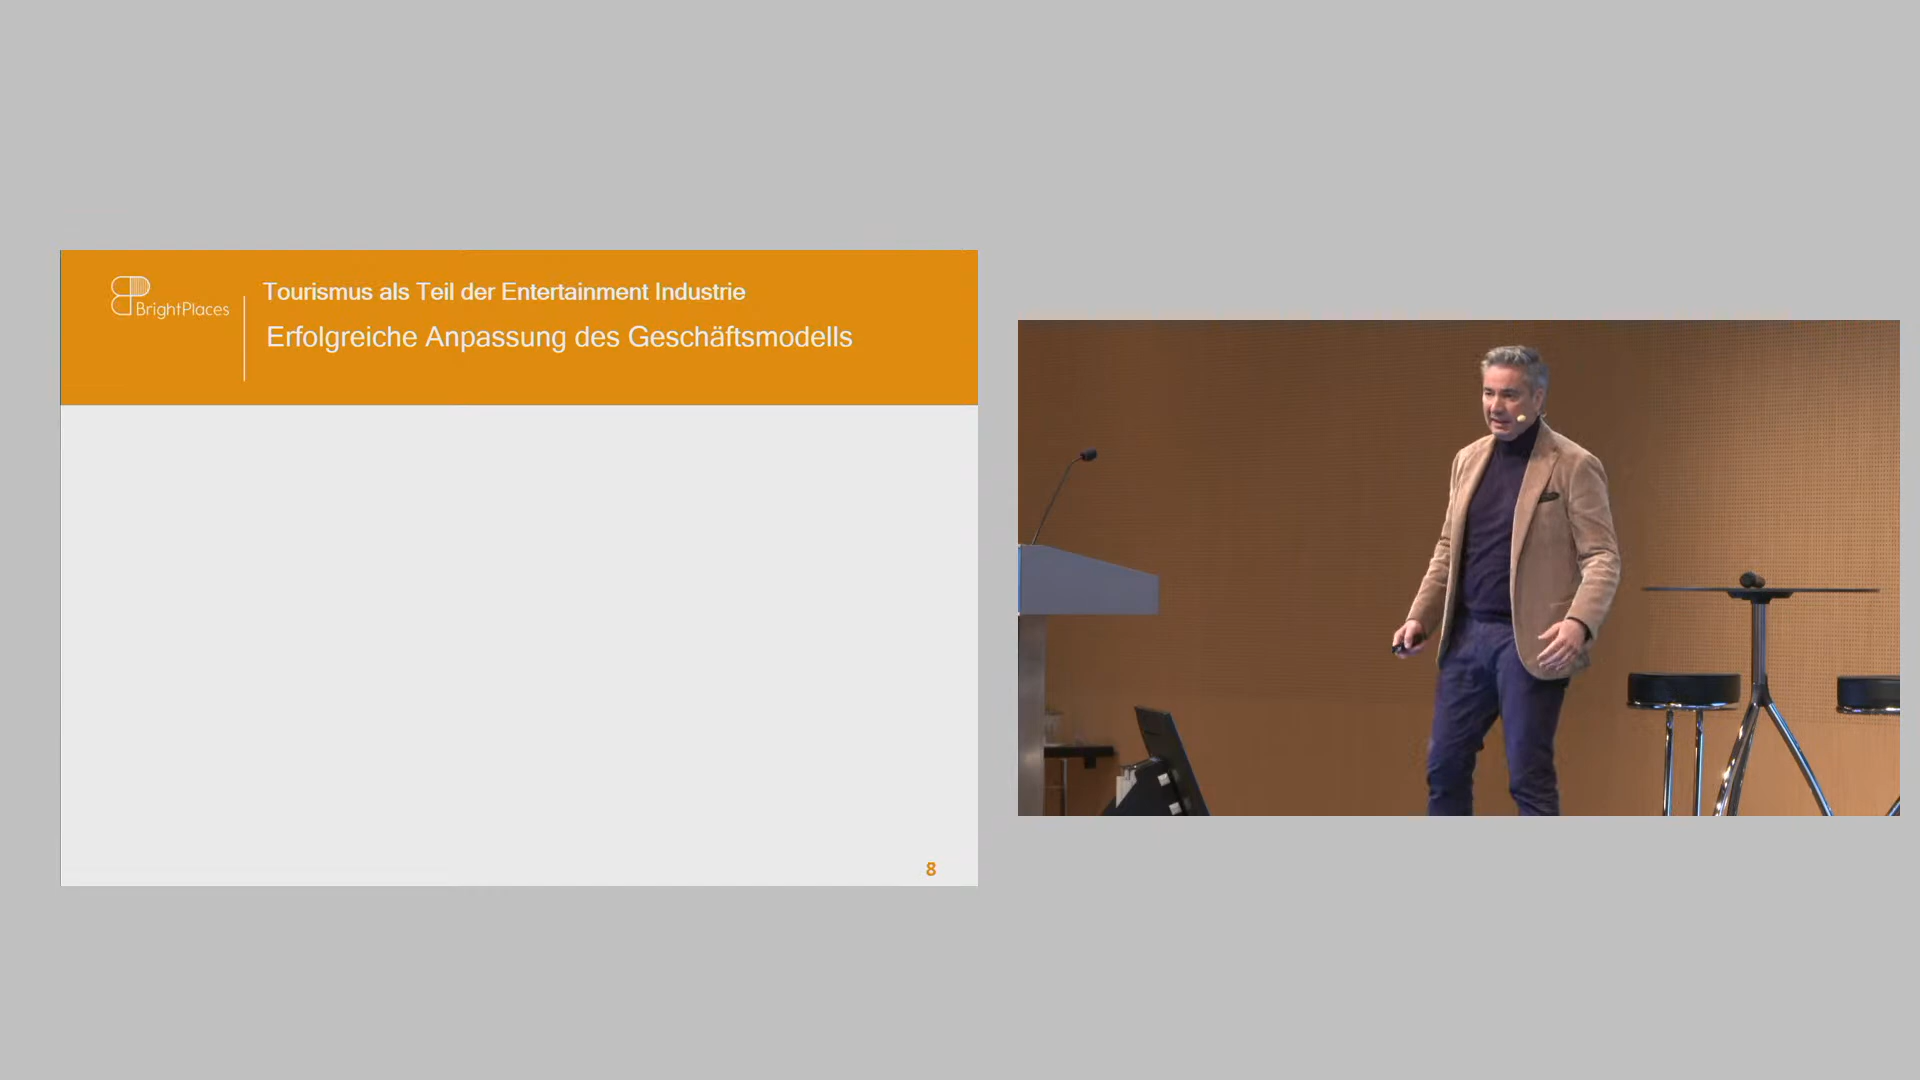 BrightPlaces
Tourismus als Teil der Entertainment Industrie
Erfolgreiche Anpassung des Geschäftsmodells
8